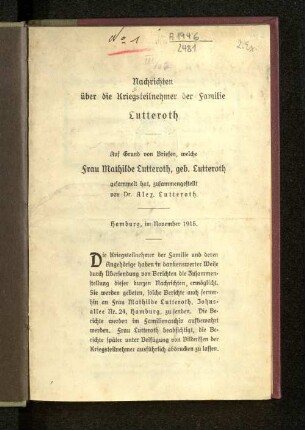 No 1
A 1946
2481
Nachrichten
über die Kriegsteilnehmer der Familie
Lutteroth
Auf Grund von Briefen, welche
Frau Mathilde Lutteroth, geb. Lutteroth
gesammelt hat, zusammengestellt
von Dr. Alex. Lutteroth.
Hamburg, im November 1915.
Die Kriegsteilnehmer der Familie und deren
Angehörige haben in dankenswerter Weise
durch Übersendung von Berichten die Zusammen-
stellung dieser kurzen Nachrichten, ermöglicht.
Sie werden gebeten, solche Berichte auch ferner-
hin an Frau Mathilde Lutteroth, Johns-
allee Nr. 24, Hamburg, zu senden. Die Be-
richte werden im Familienarchiv aufbewahrt
werden. Frau Lutteroth beabsichtigt, die Be-
richte später unter Beifügung von Bildnissen der
Kriegsteilnehmer ausführlich abdrucken zu lassen.